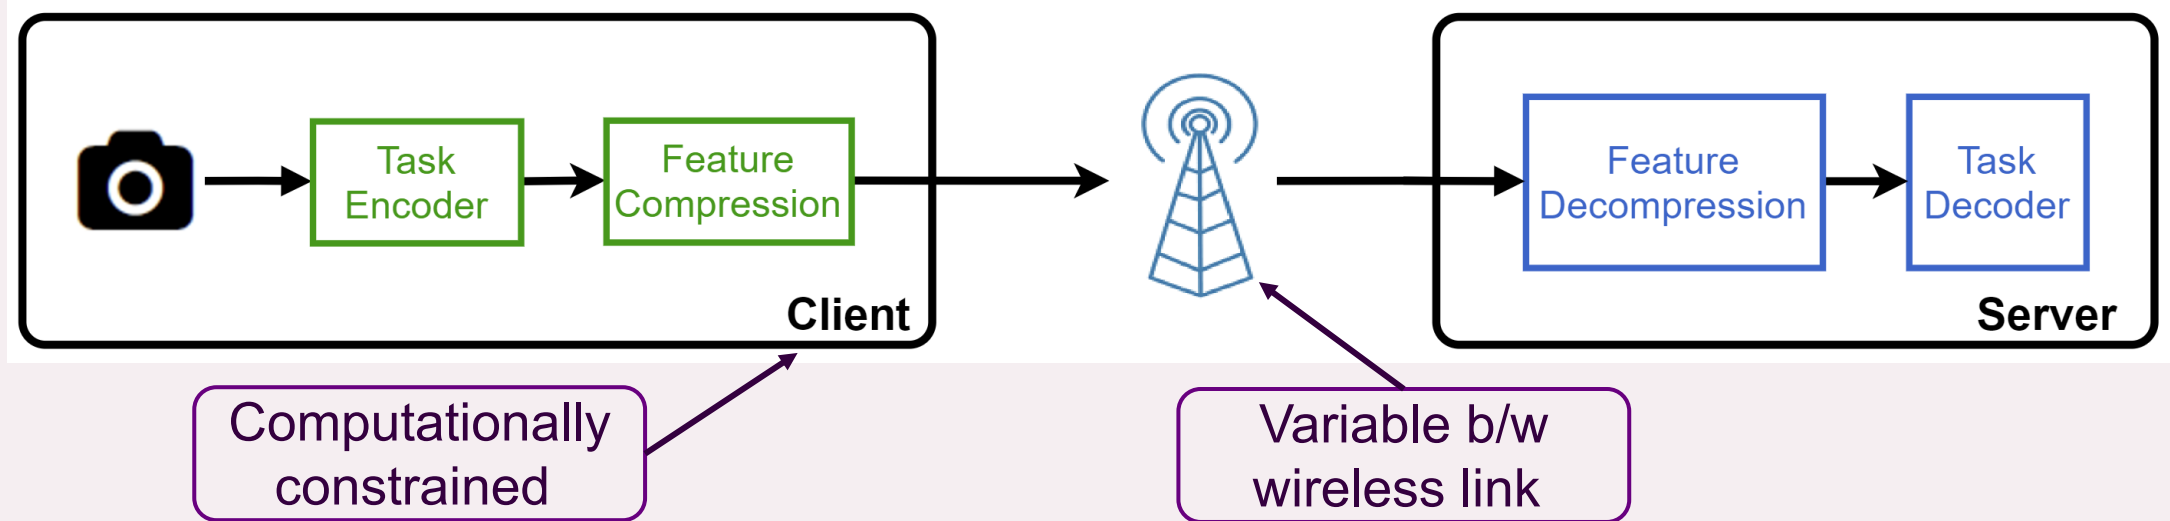 Task
Encoder
Feature
Compression
Client
Feature
Decompression
Task
Decoder
Server
Computationally
constrained
Variable b/w
wireless link